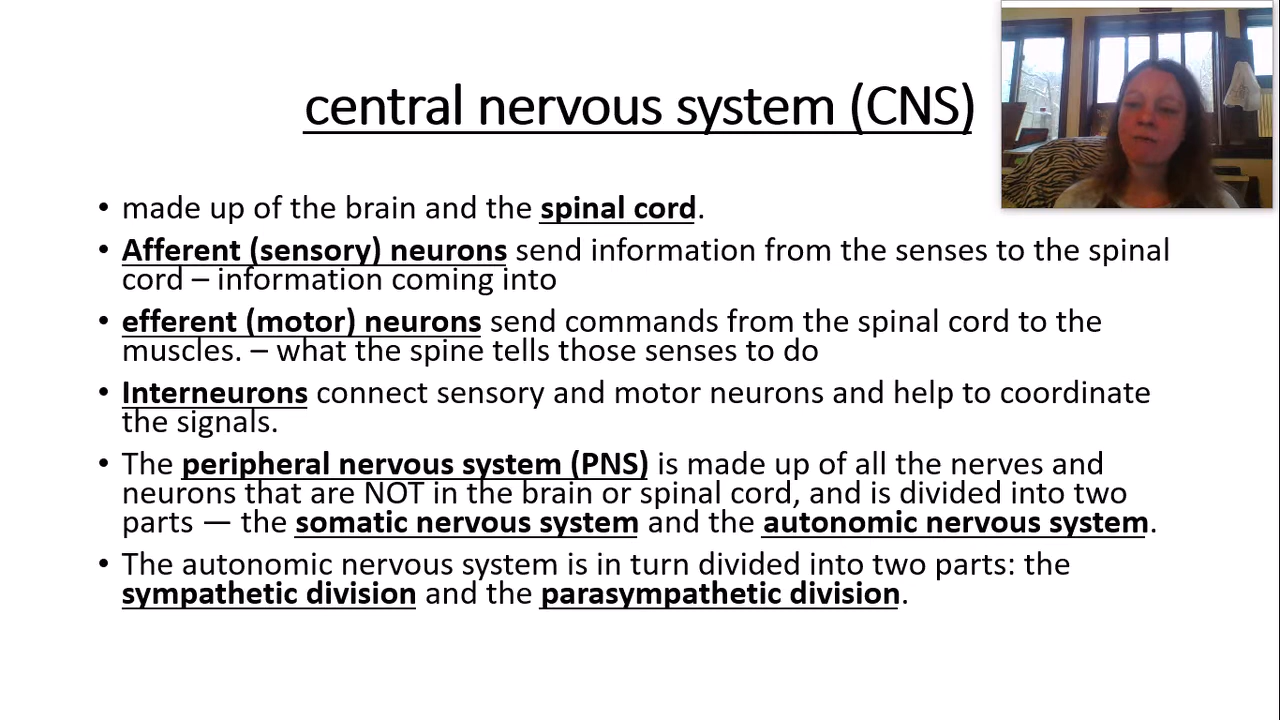 central nervous system (CNS)
• made up of the brain and the spinal cord.
• Afferent (sensory) neurons send information from the senses to the spinal
cord – information coming into
• efferent (motor) neurons send commands from the spinal cord to the
muscles. – what the spine tells those senses to do
• Interneurons connect sensory and motor neurons and help to coordinate
the signals.
• The peripheral nervous system (PNS) is made up of all the nerves and
neurons that are NOT in the brain or spinal cord, and is divided into two
parts — the somatic nervous system and the autonomic nervous system.
• The autonomic nervous system is in turn divided into two parts: the
sympathetic division and the parasympathetic division.